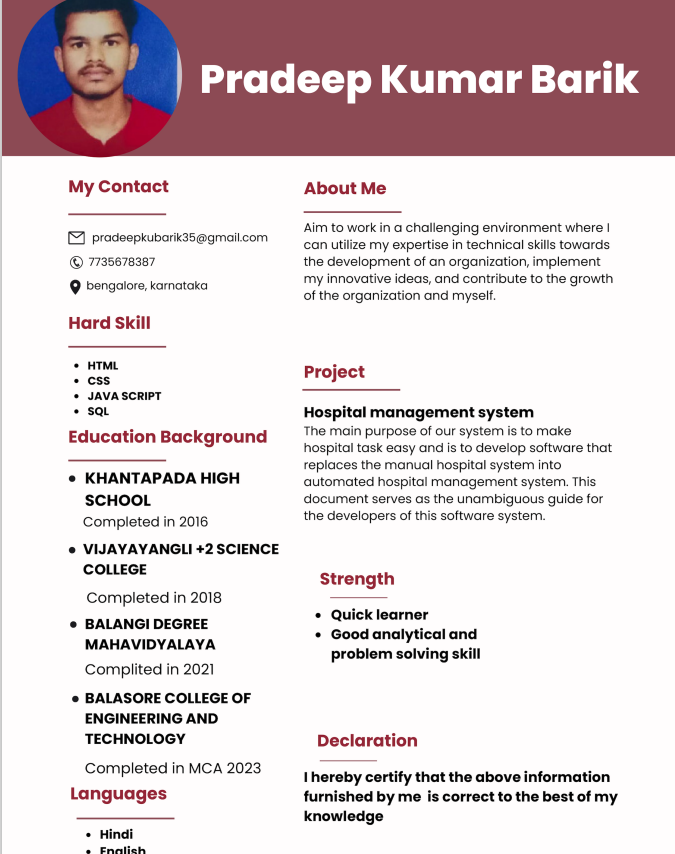 Pradeep Kumar Barik
My Contact
pradeepkubarik35@gmail.com
7735678387
bengalore, karnataka
Hard Skill
• HTML
• CSS
• JAVA SCRIPT
• SQL
Education Background
• KHANTAPADA HIGH
SCHOOL
Completed in 2016
• VIJAYAYANGLI +2 SCIENCE
COLLEGE
Completed in 2018
• BALANGI DEGREE
MAHAVIDYALAYA
Complited in 2021
• BALASORE COLLEGE OF
ENGINEERING AND
TECHNOLOGY
Completed in MCA 2023
Languages
• Hindi
• English
About Me
Aim to work in a challenging environment where I
can utilize my expertise in technical skills towards
the development of an organization, implement
my innovative ideas, and contribute to the growth
of the organization and myself.
Project
Hospital management system
The main purpose of our system is to make
hospital task easy and is to develop software that
replaces the manual hospital system into
automated hospital management system. This
document serves as the unambiguous guide for
the developers of this software system.
Strength
• Quick learner
• Good analytical and
problem solving skill
Declaration
I hereby certify that the above information
furnished by me is correct to the best of my
knowledge